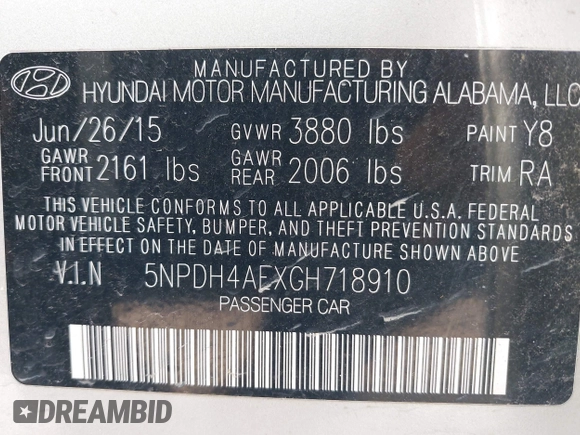 MANUFACTURED BY
HYUNDAI MOTOR MANUFACTURING ALABAMA, LLC
Jun/26/15 GVWR 3880 lbs PAINT Y8
GAWR FRONT 2161 lbs GAWR REAR 2006 lbs TRIM RA
THIS VEHICLE CONFORMS TO ALL APPLICABLE U.S.A. FEDERAL
MOTOR VEHICLE SAFETY, BUMPER, AND THEFT PREVENTION STANDARDS
IN EFFECT ON THE DATE OF MANUFACTURE SHOWN ABOVE.
V.I.N 5NPDH4AEXGH718910
PASSENGER CAR
DREAMBID